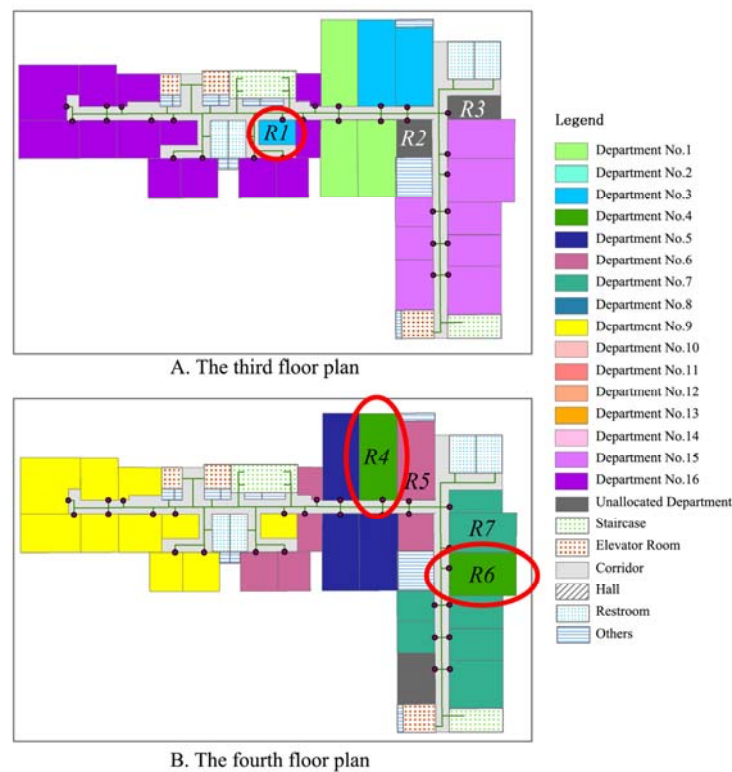 R1
R2
R3
A. The third floor plan
R4
R5
R7
R6
B. The fourth floor plan
Legend
Department No.1
Department No.2
Department No.3
Department No.4
Department No.5
Department No.6
Department No.7
Department No.8
Department No.9
Department No.10
Department No.11
Department No.12
Department No.13
Department No.14
Department No.15
Department No.16
Unallocated Department
Staircase
Elevator Room
Corridor
Hall
Restroom
Others